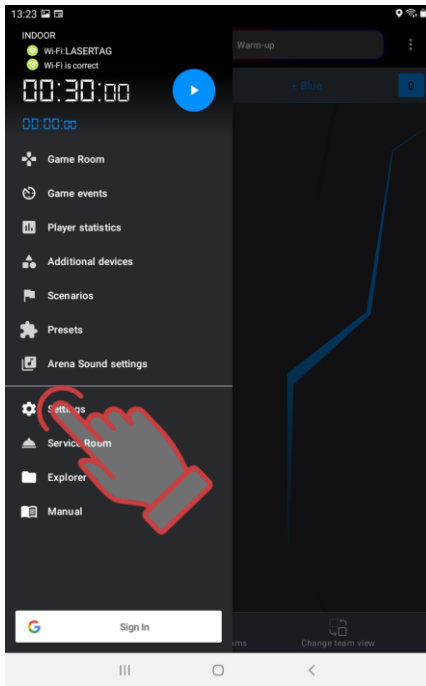 13:23
INDOOR
Wi-Fi:LASERTAG
Wi-Fi is correct
Warm-up
00:30:00
+ Blue
0
00:00:00
Game Room
Game events
Player statistics
Additional devices
Scenarios
Presets
Arena Sound settings
Settings
Service Room
Explorer
Manual
G
Sign In
ms
Change team view